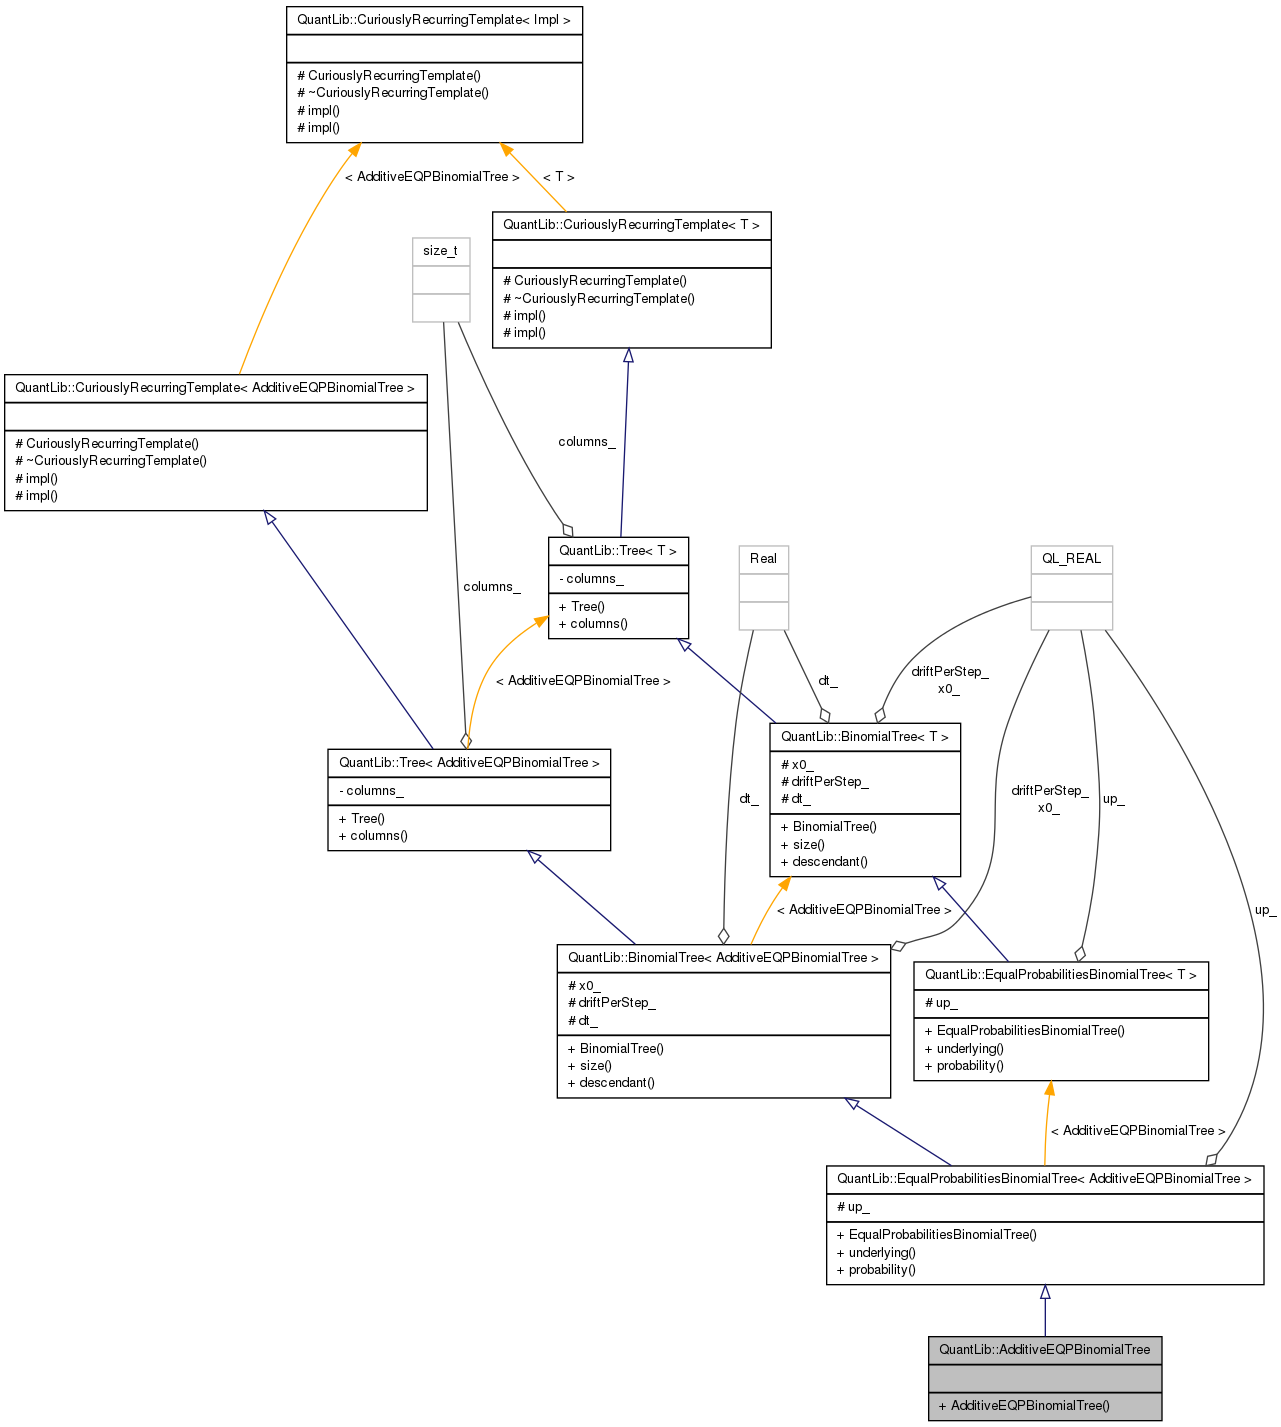 QuantLib::CuriouslyRecurringTemplate< Impl >
# CuriouslyRecurringTemplate()
# ~CuriouslyRecurringTemplate()
# impl()
# impl()
< AdditiveEQPBinomialTree >
< T >
QuantLib::CuriouslyRecurringTemplate< T >
# CuriouslyRecurringTemplate()
# ~CuriouslyRecurringTemplate()
# impl()
# impl()
size_t
QuantLib::CuriouslyRecurringTemplate< AdditiveEQPBinomialTree >
# CuriouslyRecurringTemplate()
# ~CuriouslyRecurringTemplate()
# impl()
# impl()
columns_
QuantLib::Tree< T >
- columns_
+ Tree()
+ columns()
Real
QL_REAL
columns_
< AdditiveEQPBinomialTree >
dt_
driftPerStep_
x0_
QuantLib::BinomialTree< T >
# x0_
# driftPerStep_
# dt_
+ BinomialTree()
+ size()
+ descendant()
QuantLib::Tree< AdditiveEQPBinomialTree >
- columns_
+ Tree()
+ columns()
dt_
driftPerStep_
x0_
up_
< AdditiveEQPBinomialTree >
up_
QuantLib::BinomialTree< AdditiveEQPBinomialTree >
# x0_
# driftPerStep_
# dt_
+ BinomialTree()
+ size()
+ descendant()
QuantLib::EqualProbabilitiesBinomialTree< T >
# up_
+ EqualProbabilitiesBinomialTree()
+ underlying()
+ probability()
< AdditiveEQPBinomialTree >
QuantLib::EqualProbabilitiesBinomialTree< AdditiveEQPBinomialTree >
# up_
+ EqualProbabilitiesBinomialTree()
+ underlying()
+ probability()
QuantLib::AdditiveEQPBinomialTree
+ AdditiveEQPBinomialTree()